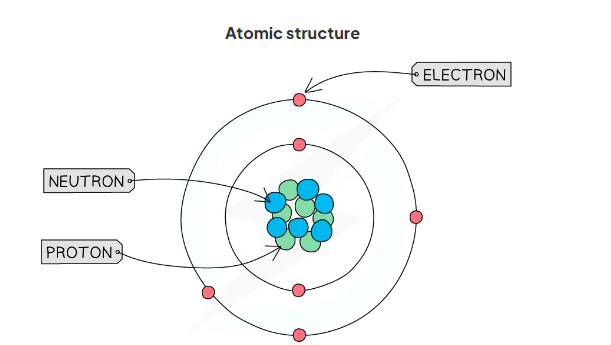 Atomic structure
ELECTRON
NEUTRON
PROTON